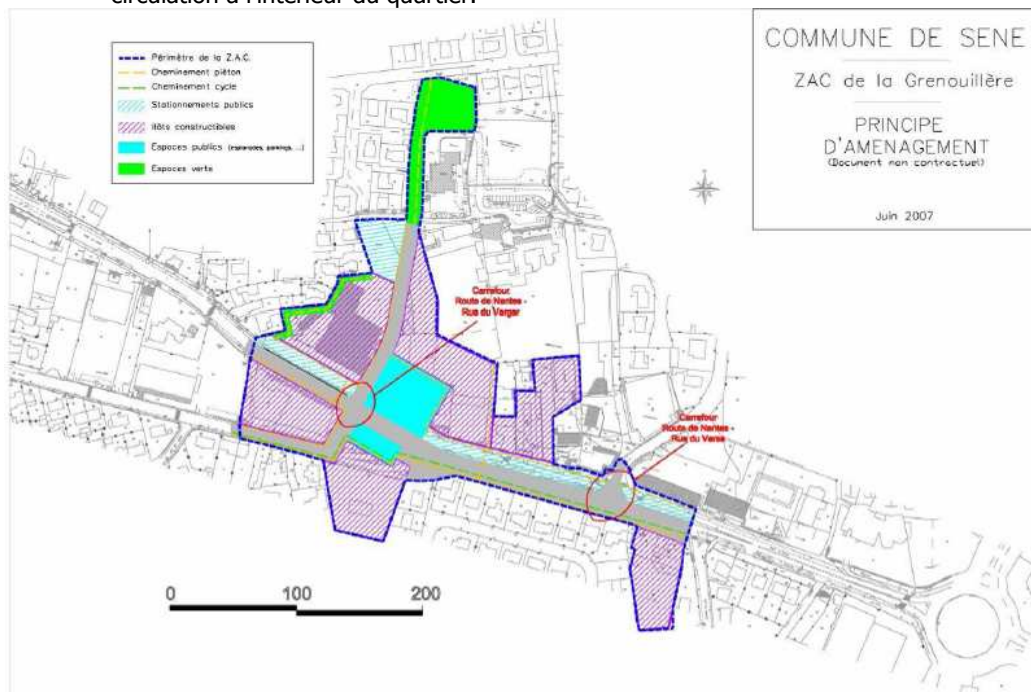 circulation à l'intérieur du quartier.
Périmètre de la Z.A.C.
Cheminement piéton
Cheminement cycle
Stationnements publics
Ilôts constructibles
Espaces publics (esplanades, parkings, ...)
Espaces verts
COMMUNE DE SENE
ZAC de la Grenouillère
PRINCIPE
D'AMENAGEMENT
(Document non contractuel)
Juin 2007
Carrefour
Route de Nantes -
Rue du Verger
Carrefour
Route de Nantes -
Rue du Versa
0 100 200